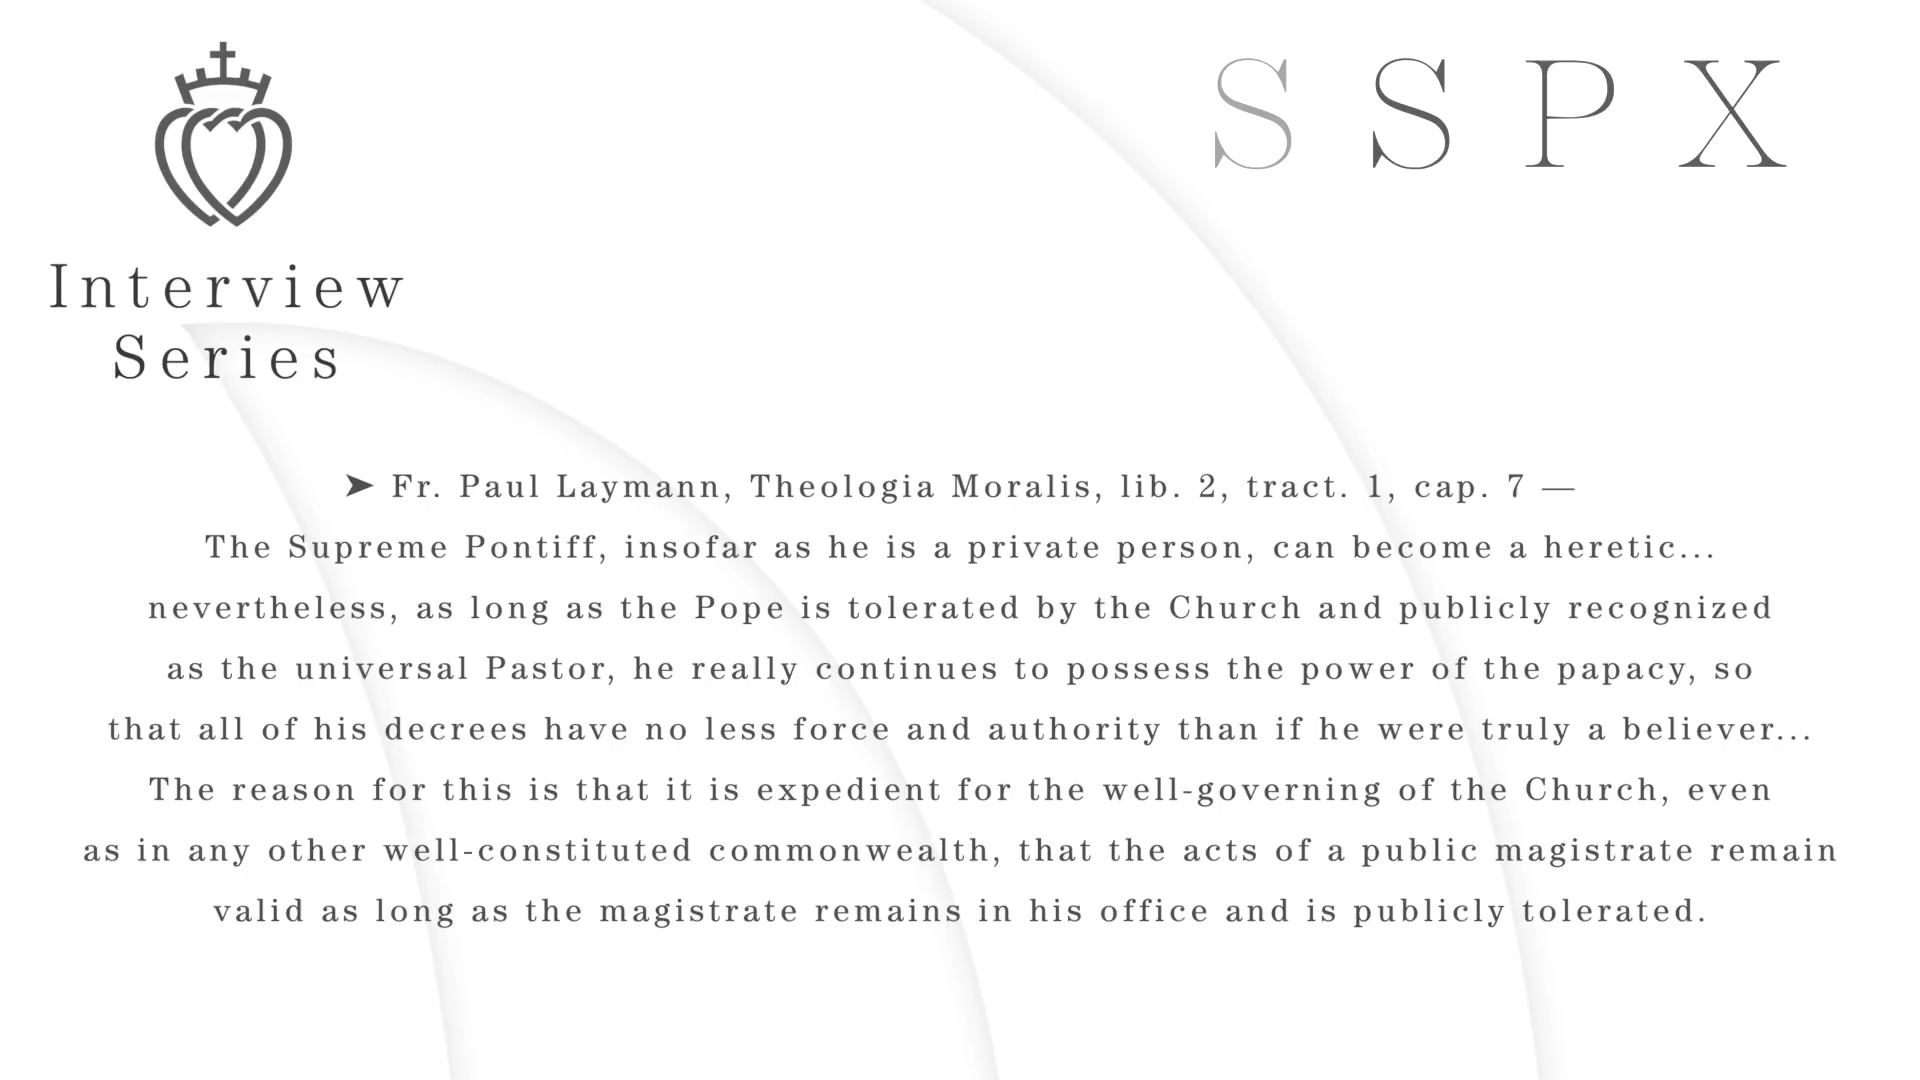 Interview
Series
SSPX
➤ Fr. Paul Laymann, Theologia Moralis, lib. 2, tract. 1, cap. 7 —
The Supreme Pontiff, insofar as he is a private person, can become a heretic...
nevertheless, as long as the Pope is tolerated by the Church and publicly recognized
as the universal Pastor, he really continues to possess the power of the papacy, so
that all of his decrees have no less force and authority than if he were truly a believer...
The reason for this is that it is expedient for the well-governing of the Church, even
as in any other well-constituted commonwealth, that the acts of a public magistrate remain
valid as long as the magistrate remains in his office and is publicly tolerated.